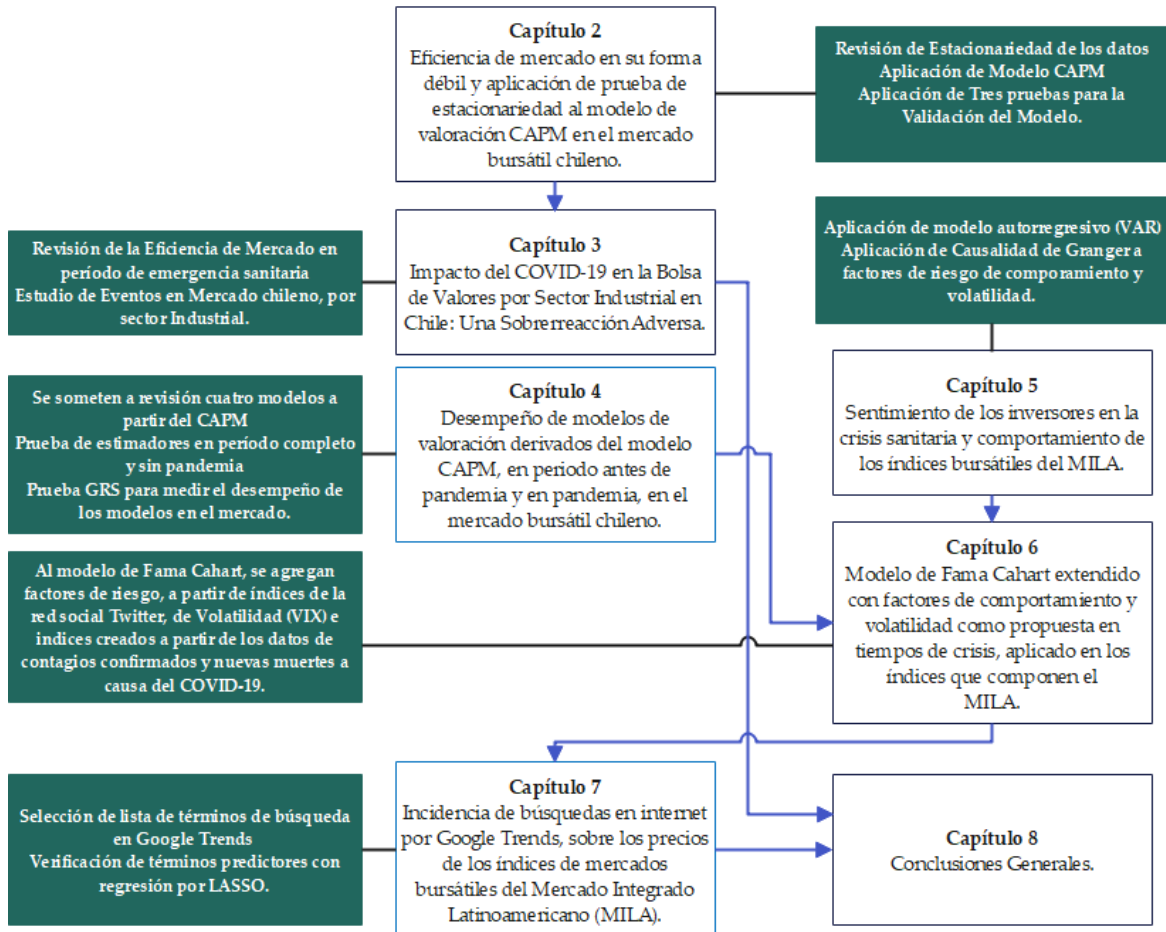 Capítulo 2
Eficiencia de mercado en su forma
débil y aplicación de prueba de
estacionariedad al modelo de
valoración CAPM en el mercado
bursátil chileno.
Revisión de Estacionariedad de los datos
Aplicación de Modelo CAPM
Aplicación de Tres pruebas para la
Validación del Modelo.
Revisión de la Eficiencia de Mercado en
período de emergencia sanitaria
Estudio de Eventos en Mercado chileno, por
sector Industrial.
Capítulo 3
Impacto del COVID-19 en la Bolsa
de Valores por Sector Industrial en
Chile: Una Sobrerreacción Adversa.
Aplicación de modelo autorregresivo (VAR)
Aplicación de Causalidad de Granger a
factores de riesgo de comporamiento y
volatilidad.
Se someten a revisión cuatro modelos a
partir del CAPM
Prueba de estimadores en período completo
y sin pandemia
Prueba GRS para medir el desempeño de
los modelos en el mercado.
Capítulo 4
Desempeño de modelos de
valoración derivados del modelo
CAPM, en periodo antes de
pandemia y en pandemia, en el
mercado bursátil chileno.
Capítulo 5
Sentimiento de los inversores en la
crisis sanitaria y comportamiento de
los índices bursátiles del MILA.
Al modelo de Fama Cahart, se agregan
factores de riesgo, a partir de índices de la
red social Twitter, de Volatilidad (VIX) e
indices creados a partir de los datos de
contagios confirmados y nuevas muertes a
causa del COVID-19.
Capítulo 6
Modelo de Fama Cahart extendido
con factores de comportamiento y
volatilidad como propuesta en
tiempos de crisis, aplicado en los
índices que componen el
MILA.
Selección de lista de términos de búsqueda
en Google Trends
Verificación de términos predictores con
regresión por LASSO.
Capítulo 7
Incidencia de búsquedas en internet
por Google Trends, sobre los precios
de los índices de mercados
bursátiles del Mercado Integrado
Latinoamericano (MILA).
Capítulo 8
Conclusiones Generales.